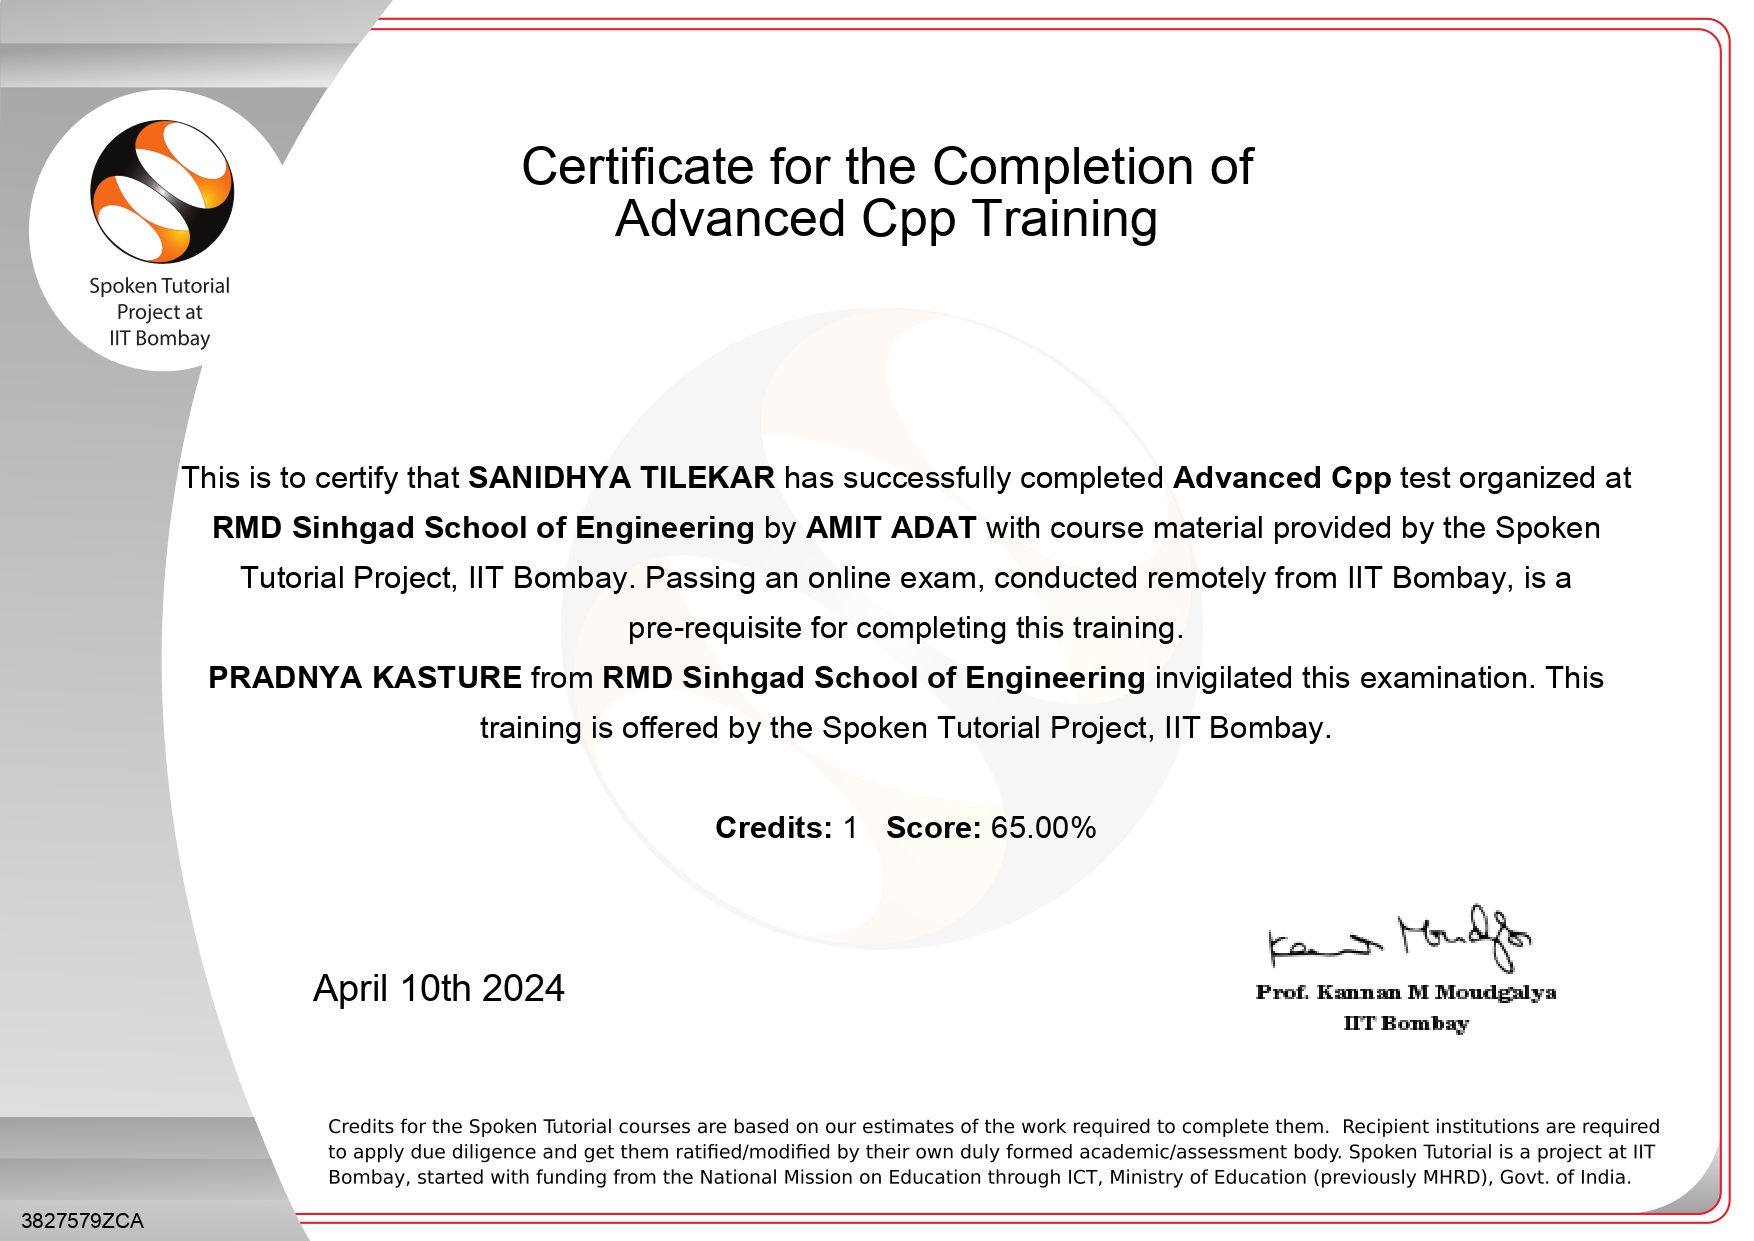 Certificate for the Completion of
Advanced Cpp Training
Spoken Tutorial
Project at
IIT Bombay
This is to certify that SANIDHYA TILEKAR has successfully completed Advanced Cpp test organized at
RMD Sinhgad School of Engineering by AMIT ADAT with course material provided by the Spoken
Tutorial Project, IIT Bombay. Passing an online exam, conducted remotely from IIT Bombay, is a
pre-requisite for completing this training.
PRADNYA KASTURE from RMD Sinhgad School of Engineering invigilated this examination. This
training is offered by the Spoken Tutorial Project, IIT Bombay.
Credits: 1 Score: 65.00%
April 10th 2024
Prof. Kannan M Moudgalya
IIT Bombay
Credits for the Spoken Tutorial courses are based on our estimates of the work required to complete them. Recipient institutions are required
to apply due diligence and get them ratified/modified by their own duly formed academic/assessment body. Spoken Tutorial is a project at IIT
Bombay, started with funding from the National Mission on Education through ICT, Ministry of Education (previously MHRD), Govt. of India.
3827579ZCA